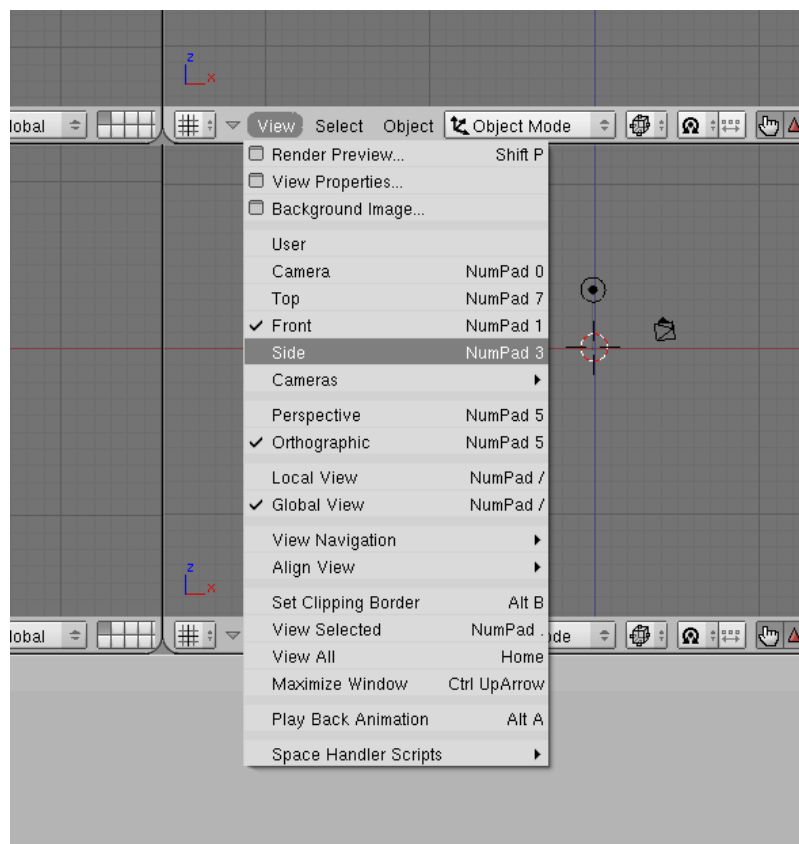 z
x
lobal
View Select Object Object Mode
Render Preview... Shift P
View Properties...
Background Image...
User
Camera NumPad 0
Top NumPad 7
Front NumPad 1
Side NumPad 3
Cameras
Perspective NumPad 5
Orthographic NumPad 5
Local View NumPad /
Global View NumPad /
View Navigation
Align View
z
x
Set Clipping Border Alt B
lobal
View Selected NumPad .
ode
View All Home
Maximize Window Ctrl UpArrow
Play Back Animation Alt A
Space Handler Scripts